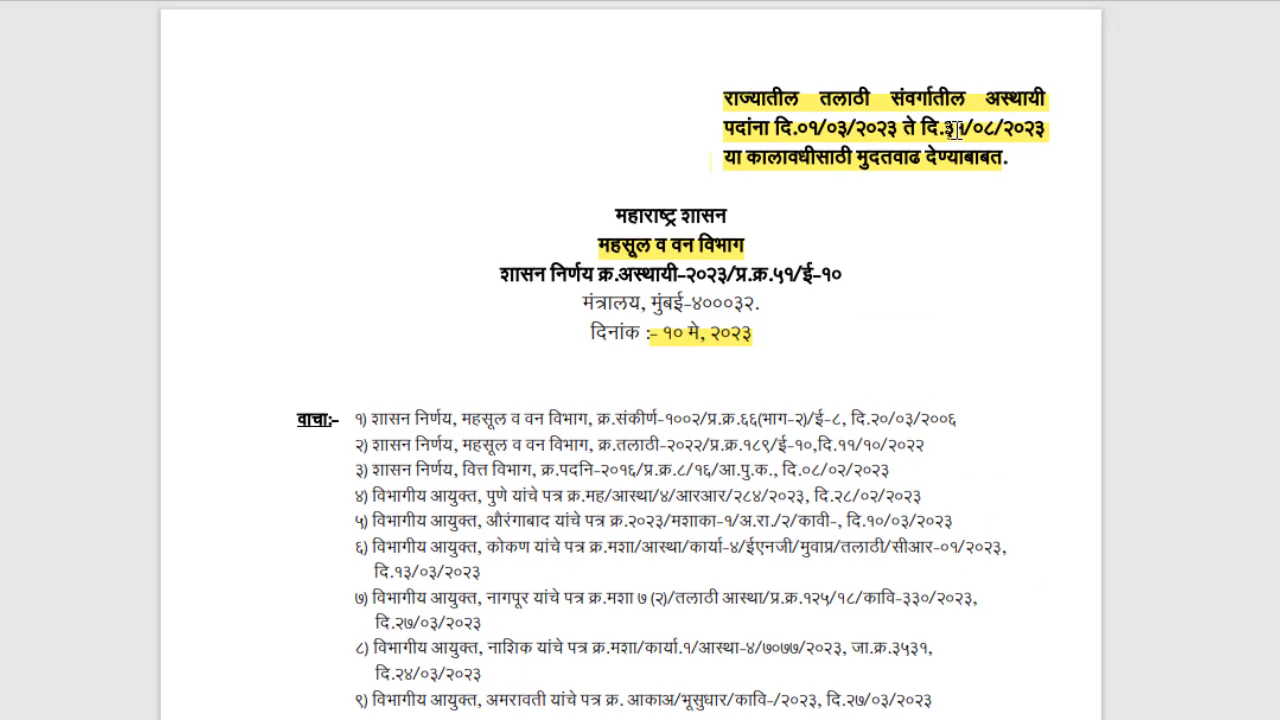 राज्यातील तलाठी संवर्गातील अस्थायी
पदांना दि.०१/०३/२०२३ ते दि.३१/०८/२०२३
या कालावधीसाठी मुदतवाढ देण्याबाबत.
महाराष्ट्र शासन
महसूल व वन विभाग
शासन निर्णय क्र.अस्थायी-२०२३/प्र.क्र.५१/ई-१०
मंत्रालय, मुंबई-४०००३२.
दिनांक :- १० मे, २०२३
वाचा:- १) शासन निर्णय, महसूल व वन विभाग, क्र.संकीर्ण-१००२/प्र.क्र.६६(भाग-२)/ई-८, दि.२०/०३/२००६
२) शासन निर्णय, महसूल व वन विभाग, क्र.तलाठी-२०२२/प्र.क्र.१८९/ई-१०,दि.११/१०/२०२२
३) शासन निर्णय, वित्त विभाग, क्र.पदनि-२०१६/प्र.क्र.८/१६/आ.पु.क., दि.०८/०२/२०२३
४) विभागीय आयुक्त, पुणे यांचे पत्र क्र.मह/आस्था/४/आरआर/२८४/२०२३, दि.२८/०२/२०२३
५) विभागीय आयुक्त, औरंगाबाद यांचे पत्र क्र.२०२३/मशाका-१/अ.रा./२/कावी-, दि.१०/०३/२०२३
६) विभागीय आयुक्त, कोकण यांचे पत्र क्र.मशा/आस्था/कार्या-४/ईएनजी/मुवाप्र/तलाठी/सीआर-०१/२०२३,
दि.१३/०३/२०२३
७) विभागीय आयुक्त, नागपूर यांचे पत्र क्र.मशा ७ (२)/तलाठी आस्था/प्र.क्र.१२५/१८/कावि-३३०/२०२३,
दि.२७/०३/२०२३
८) विभागीय आयुक्त, नाशिक यांचे पत्र क्र.मशा/कार्या.१/आस्था-४/७०७७/२०२३, जा.क्र.३५३१,
दि.२४/०३/२०२३
९) विभागीय आयुक्त, अमरावती यांचे पत्र क्र. आकाअ/भूसुधार/कावि-/२०२३, दि.२७/०३/२०२३